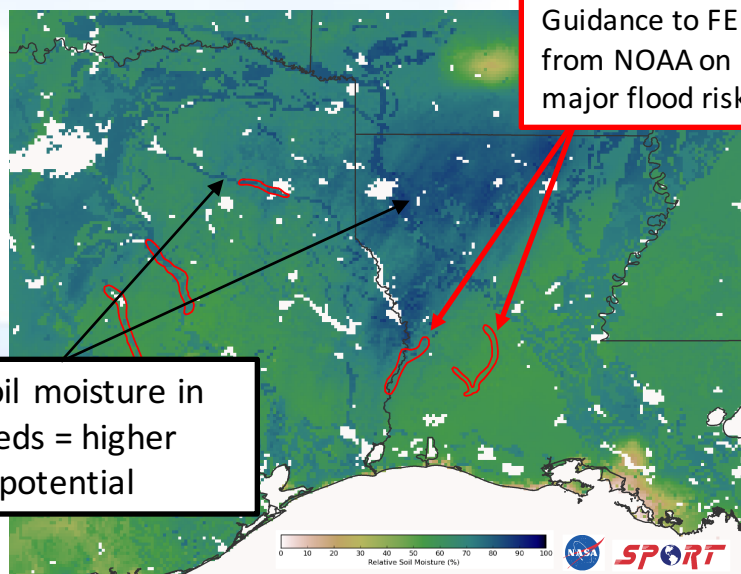 Guidance to FE
from NOAA on
major flood risk
oil moisture in
eds = higher
potential
0 10 20 30 40 50 60 70 80 90 100
Relative Soil Moisture (%)
NASA SPORT